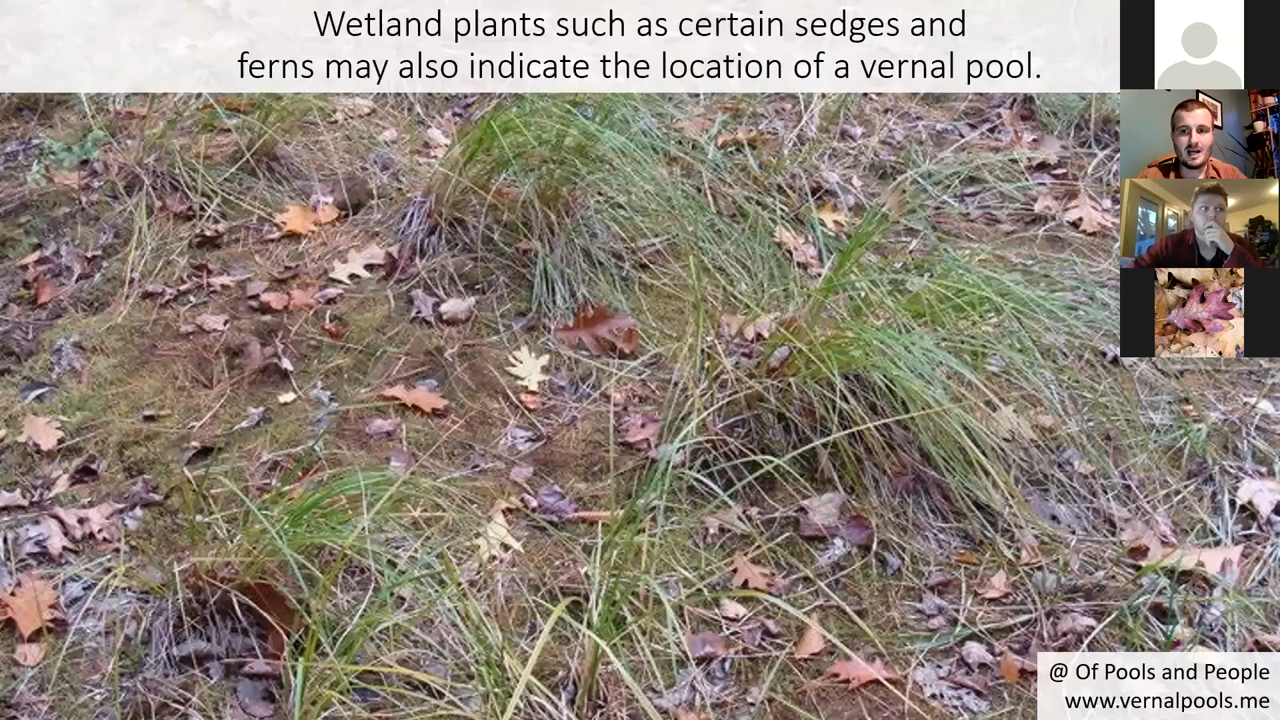 Wetland plants such as certain sedges and
ferns may also indicate the location of a vernal pool.
@ Of Pools and People
www.vernalpools.me